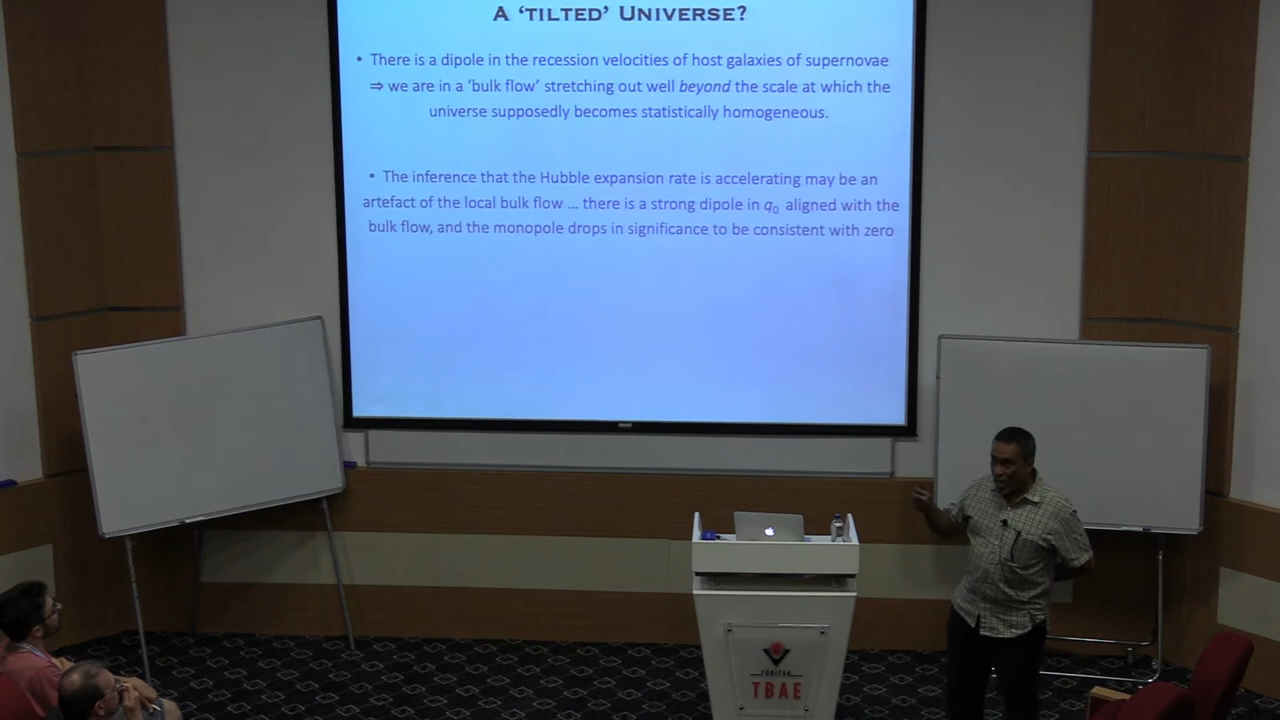 A ‘TILTED’ UNIVERSE?
• There is a dipole in the recession velocities of host galaxies of supernovae
⇒ we are in a ‘bulk flow’ stretching out well beyond the scale at which the
universe supposedly becomes statistically homogeneous.
• The inference that the Hubble expansion rate is accelerating may be an
artefact of the local bulk flow … there is a strong dipole in q₀ aligned with the
bulk flow, and the monopole drops in significance to be consistent with zero
TÜBİTAK
TBAE